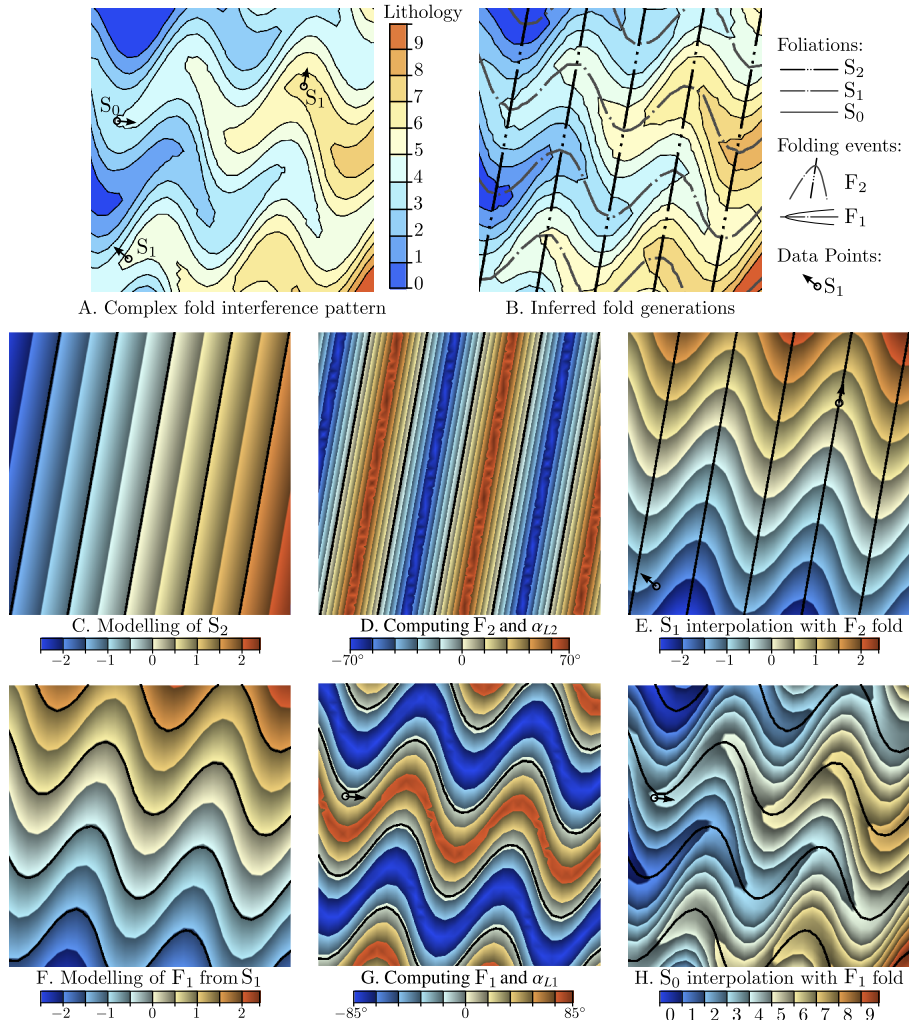 Lithology
9
8
7
6
5
4
3
2
1
0
S0
S1
S1
A. Complex fold interference pattern
B. Inferred fold generations
Foliations:
S2
S1
S0
Folding events:
F2
F1
Data Points:
S1
C. Modelling of S2
−2 −1 0 1 2
D. Computing F2 and αL2
−70° 0 70°
E. S1 interpolation with F2 fold
−2 −1 0 1 2
F. Modelling of F1 from S1
−2 −1 0 1 2
G. Computing F1 and αL1
−85° 0 85°
H. S0 interpolation with F1 fold
0 1 2 3 4 5 6 7 8 9